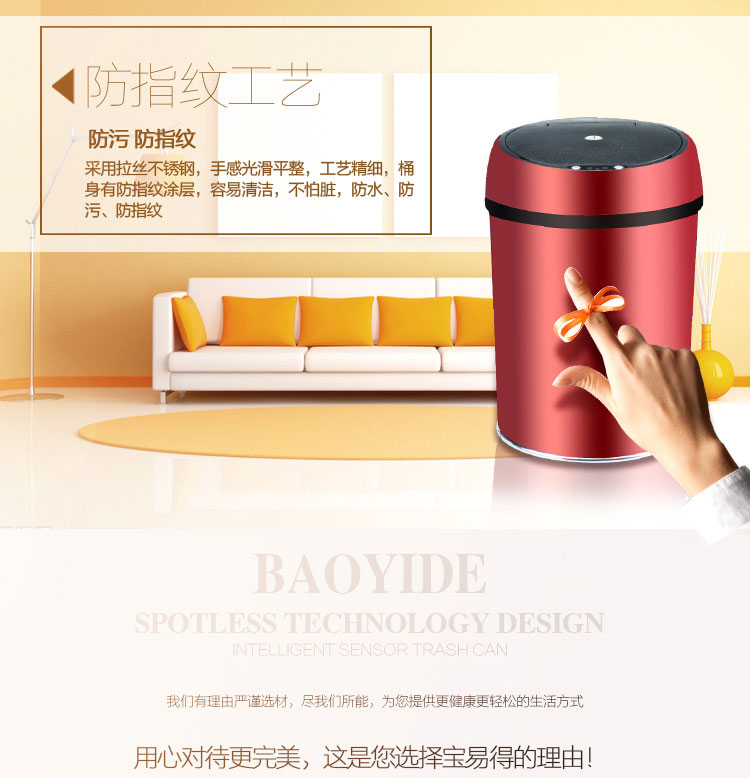 防指纹工艺
防污 防指纹
采用拉丝不锈钢，手感光滑平整，工艺精细，桶
身有防指纹涂层，容易清洁，不怕脏，防水、防
污、防指纹
BAOYIDE
SPOTLESS TECHNOLOGY DESIGN
INTELLIGENT SENSOR TRASH CAN
我们有理由严谨选材，尽我们所能，为您提供更健康更轻松的生活方式
用心对待更完美，这是您选择宝易得的理由！